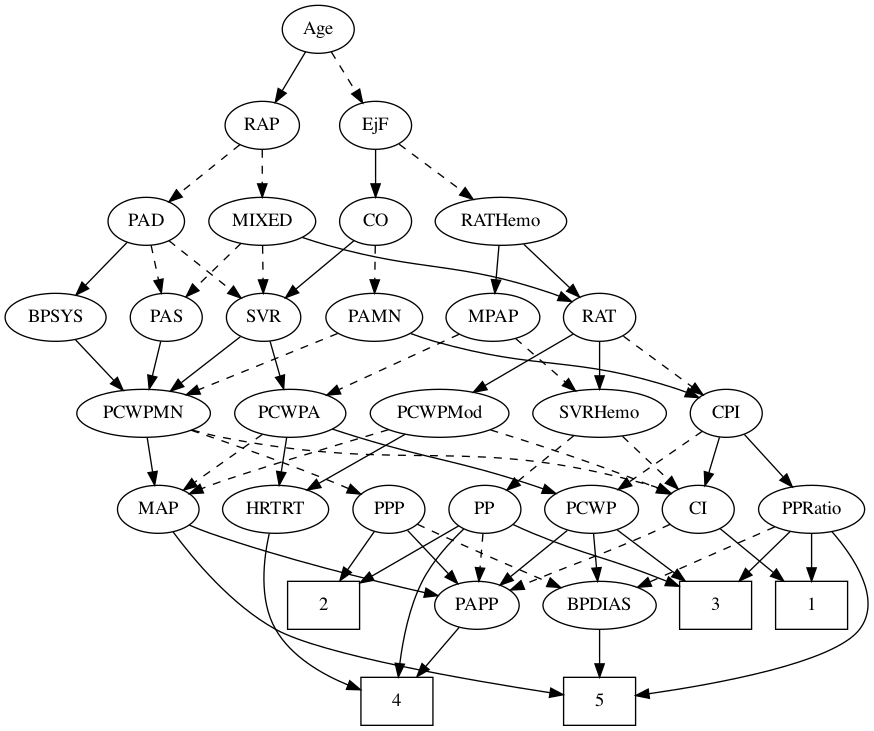 Age
RAP
EjF
PAD
MIXED
CO
RATHemo
BPSYS
PAS
SVR
PAMN
MPAP
RAT
PCWPMN
PCWPA
PCWPMod
SVRHemo
CPI
MAP
HRTRT
PPP
PP
PCWP
CI
PPRatio
2
PAPP
BPDIAS
3
1
4
5